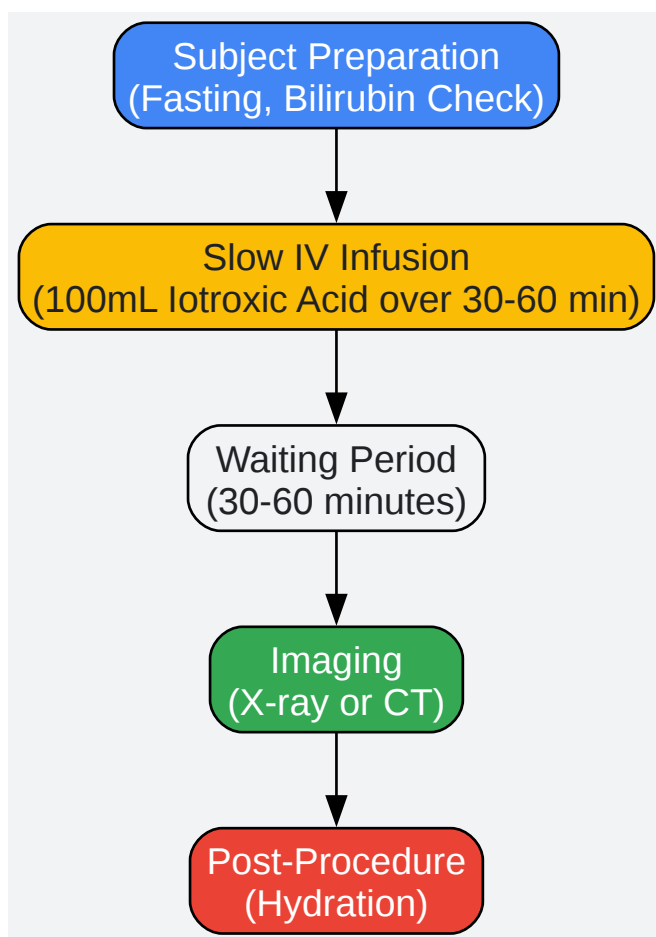 Subject Preparation
(Fasting, Bilirubin Check)
Slow IV Infusion
(100mL Iotroxic Acid over 30-60 min)
Waiting Period
(30-60 minutes)
Imaging
(X-ray or CT)
Post-Procedure
(Hydration)